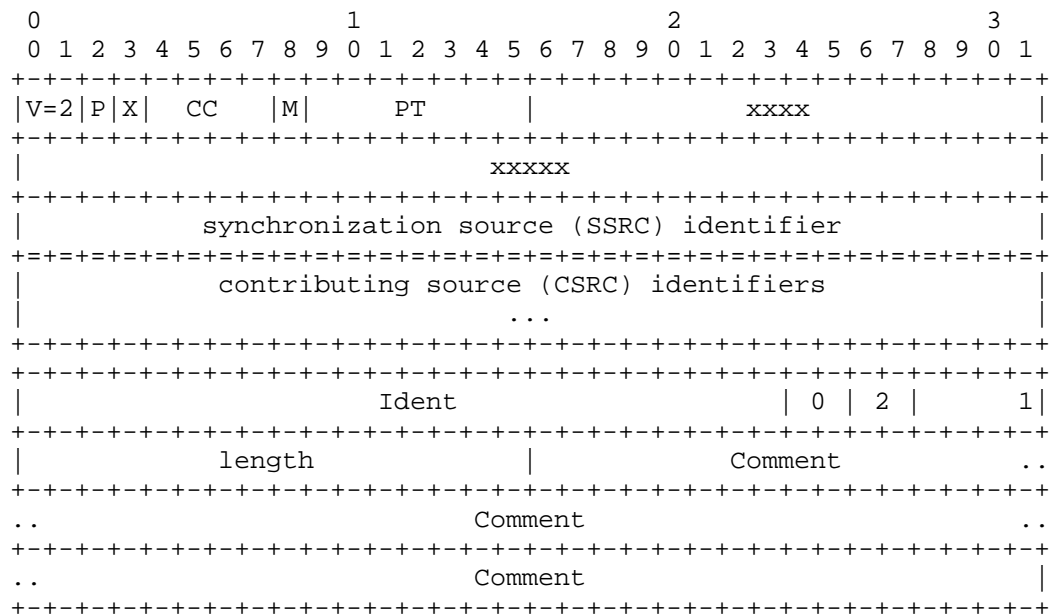 0                   1                   2                   3
 0 1 2 3 4 5 6 7 8 9 0 1 2 3 4 5 6 7 8 9 0 1 2 3 4 5 6 7 8 9 0 1
+-+-+-+-+-+-+-+-+-+-+-+-+-+-+-+-+-+-+-+-+-+-+-+-+-+-+-+-+-+-+-+-+
|V=2|P|X|  CC   |M|     PT      |             xxxx              |
+-+-+-+-+-+-+-+-+-+-+-+-+-+-+-+-+-+-+-+-+-+-+-+-+-+-+-+-+-+-+-+-+
|                             xxxxx                             |
+-+-+-+-+-+-+-+-+-+-+-+-+-+-+-+-+-+-+-+-+-+-+-+-+-+-+-+-+-+-+-+-+
|           synchronization source (SSRC) identifier            |
+=+=+=+=+=+=+=+=+=+=+=+=+=+=+=+=+=+=+=+=+=+=+=+=+=+=+=+=+=+=+=+=+
|            contributing source (CSRC) identifiers             |
|                              ...                              |
+-+-+-+-+-+-+-+-+-+-+-+-+-+-+-+-+-+-+-+-+-+-+-+-+-+-+-+-+-+-+-+-+
+-+-+-+-+-+-+-+-+-+-+-+-+-+-+-+-+-+-+-+-+-+-+-+-+-+-+-+-+-+-+-+-+
|                      Ident                    | 0 | 2 |      1|
+-+-+-+-+-+-+-+-+-+-+-+-+-+-+-+-+-+-+-+-+-+-+-+-+-+-+-+-+-+-+-+-+
|            length             |            Comment           ..
+-+-+-+-+-+-+-+-+-+-+-+-+-+-+-+-+-+-+-+-+-+-+-+-+-+-+-+-+-+-+-+-+
..                           Comment                           ..
+-+-+-+-+-+-+-+-+-+-+-+-+-+-+-+-+-+-+-+-+-+-+-+-+-+-+-+-+-+-+-+-+
..                           Comment                            |
+-+-+-+-+-+-+-+-+-+-+-+-+-+-+-+-+-+-+-+-+-+-+-+-+-+-+-+-+-+-+-+-+